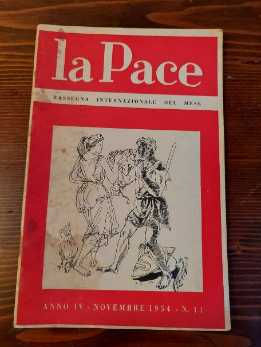 la Pace
RASSEGNA INTERNAZIONALE DEL MESE
ANNO IV - NOVEMBRE 1954 - N. 11